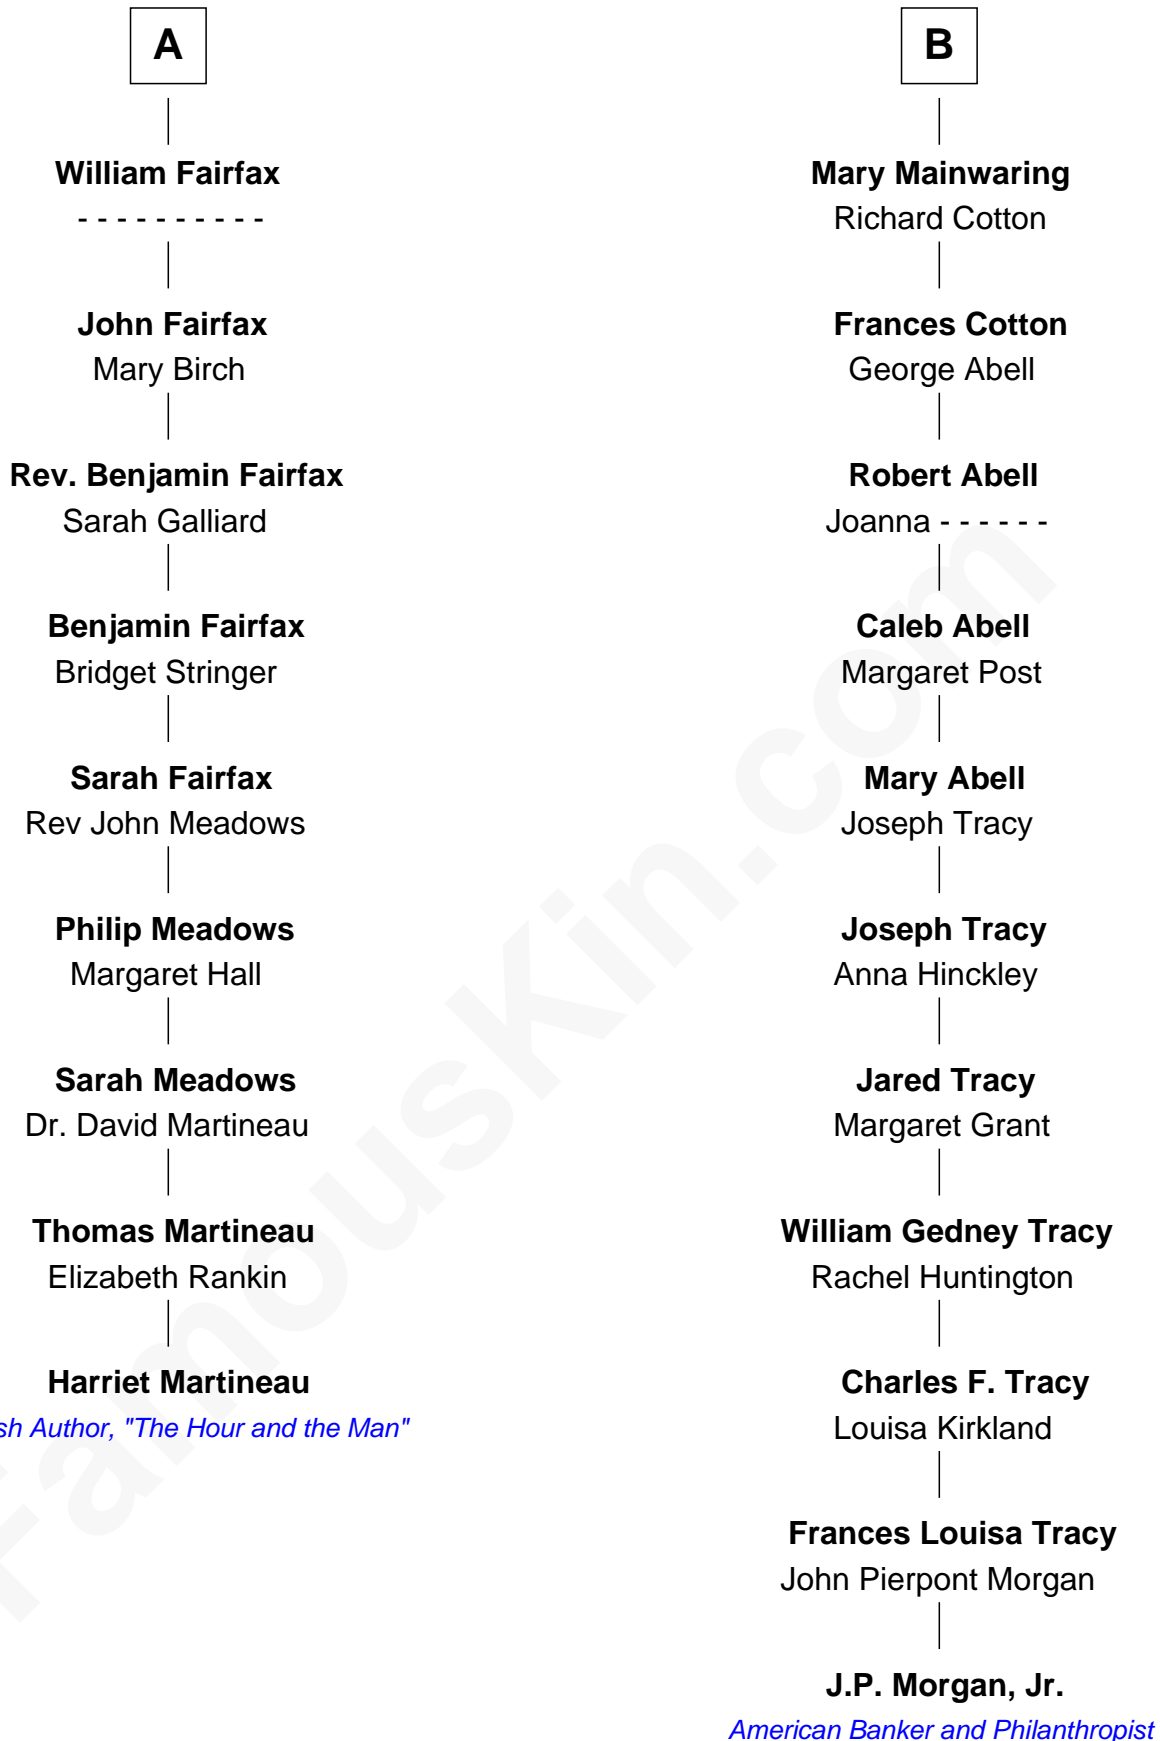 A
William Fairfax
- - - - - - - - - -
John Fairfax
Mary Birch
Rev. Benjamin Fairfax
Sarah Galliard
Benjamin Fairfax
Bridget Stringer
Sarah Fairfax
Rev John Meadows
Philip Meadows
Margaret Hall
Sarah Meadows
Dr. David Martineau
Thomas Martineau
Elizabeth Rankin
Harriet Martineau
sh Author, "The Hour and the Man"
B
Mary Mainwaring
Richard Cotton
Frances Cotton
George Abell
Robert Abell
Joanna - - - - - -
Caleb Abell
Margaret Post
Mary Abell
Joseph Tracy
Joseph Tracy
Anna Hinckley
Jared Tracy
Margaret Grant
William Gedney Tracy
Rachel Huntington
Charles F. Tracy
Louisa Kirkland
Frances Louisa Tracy
John Pierpont Morgan
J.P. Morgan, Jr.
American Banker and Philanthropist
FamousKin.com